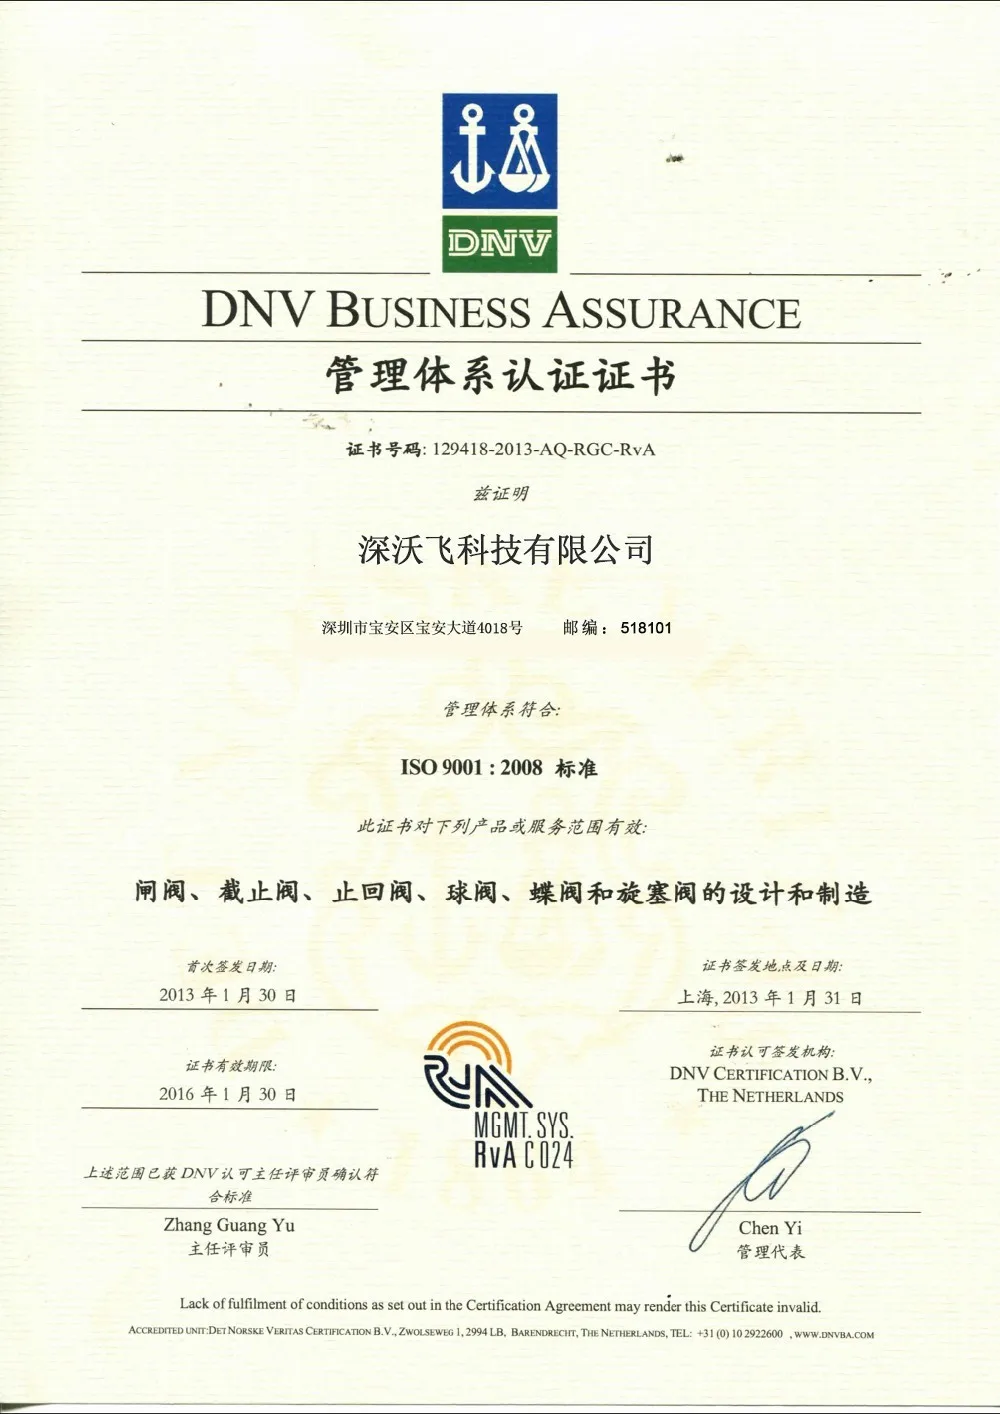 DNV
DNV BUSINESS ASSURANCE
管理体系认证证书
证书号码: 129418-2013-AQ-RGC-RvA
兹证明
深沃飞科技有限公司
深圳市宝安区宝安大道4018号 邮编：518101
管理体系符合:
ISO 9001 : 2008 标准
此证书对下列产品或服务范围有效:
闸阀、截止阀、止回阀、球阀、蝶阀和旋塞阀的设计和制造
首次签发日期:
2013 年 1 月 30 日
证书签发地点及日期:
上海, 2013 年 1 月 31 日
证书有效期限:
2016 年 1 月 30 日
证书认可签发机构:
DNV CERTIFICATION B.V.,
THE NETHERLANDS
RvA
MGMT. SYS.
RvA C 024
上述范围已获 DNV 认可主任评审员确认符
合标准
Zhang Guang Yu
主任评审员
Chen Yi
管理代表
Lack of fulfilment of conditions as set out in the Certification Agreement may render this Certificate invalid.
ACCREDITED UNIT:DET NORSKE VERITAS CERTIFICATION B.V., ZWOLSEWEG 1, 2994 LB, BARENDRECHT, THE NETHERLANDS, TEL: +31 (0) 10 2922600 , WWW.DNVBA.COM